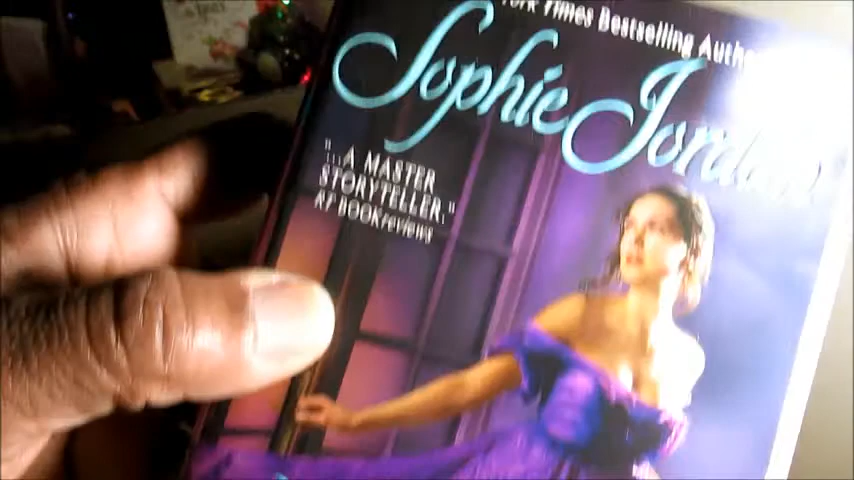 York Times Bestselling Author
Sophie Jordan
"...A MASTER
STORYTELLER."
RT BOOKreviews